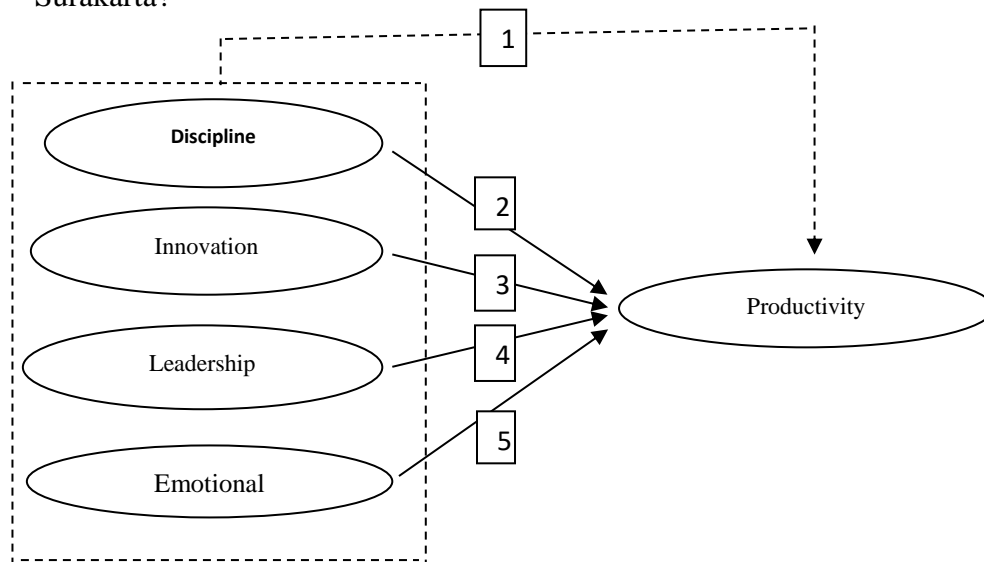 Surakarta?
1
Discipline
2
Innovation
3
Productivity
Leadership
4
5
Emotional